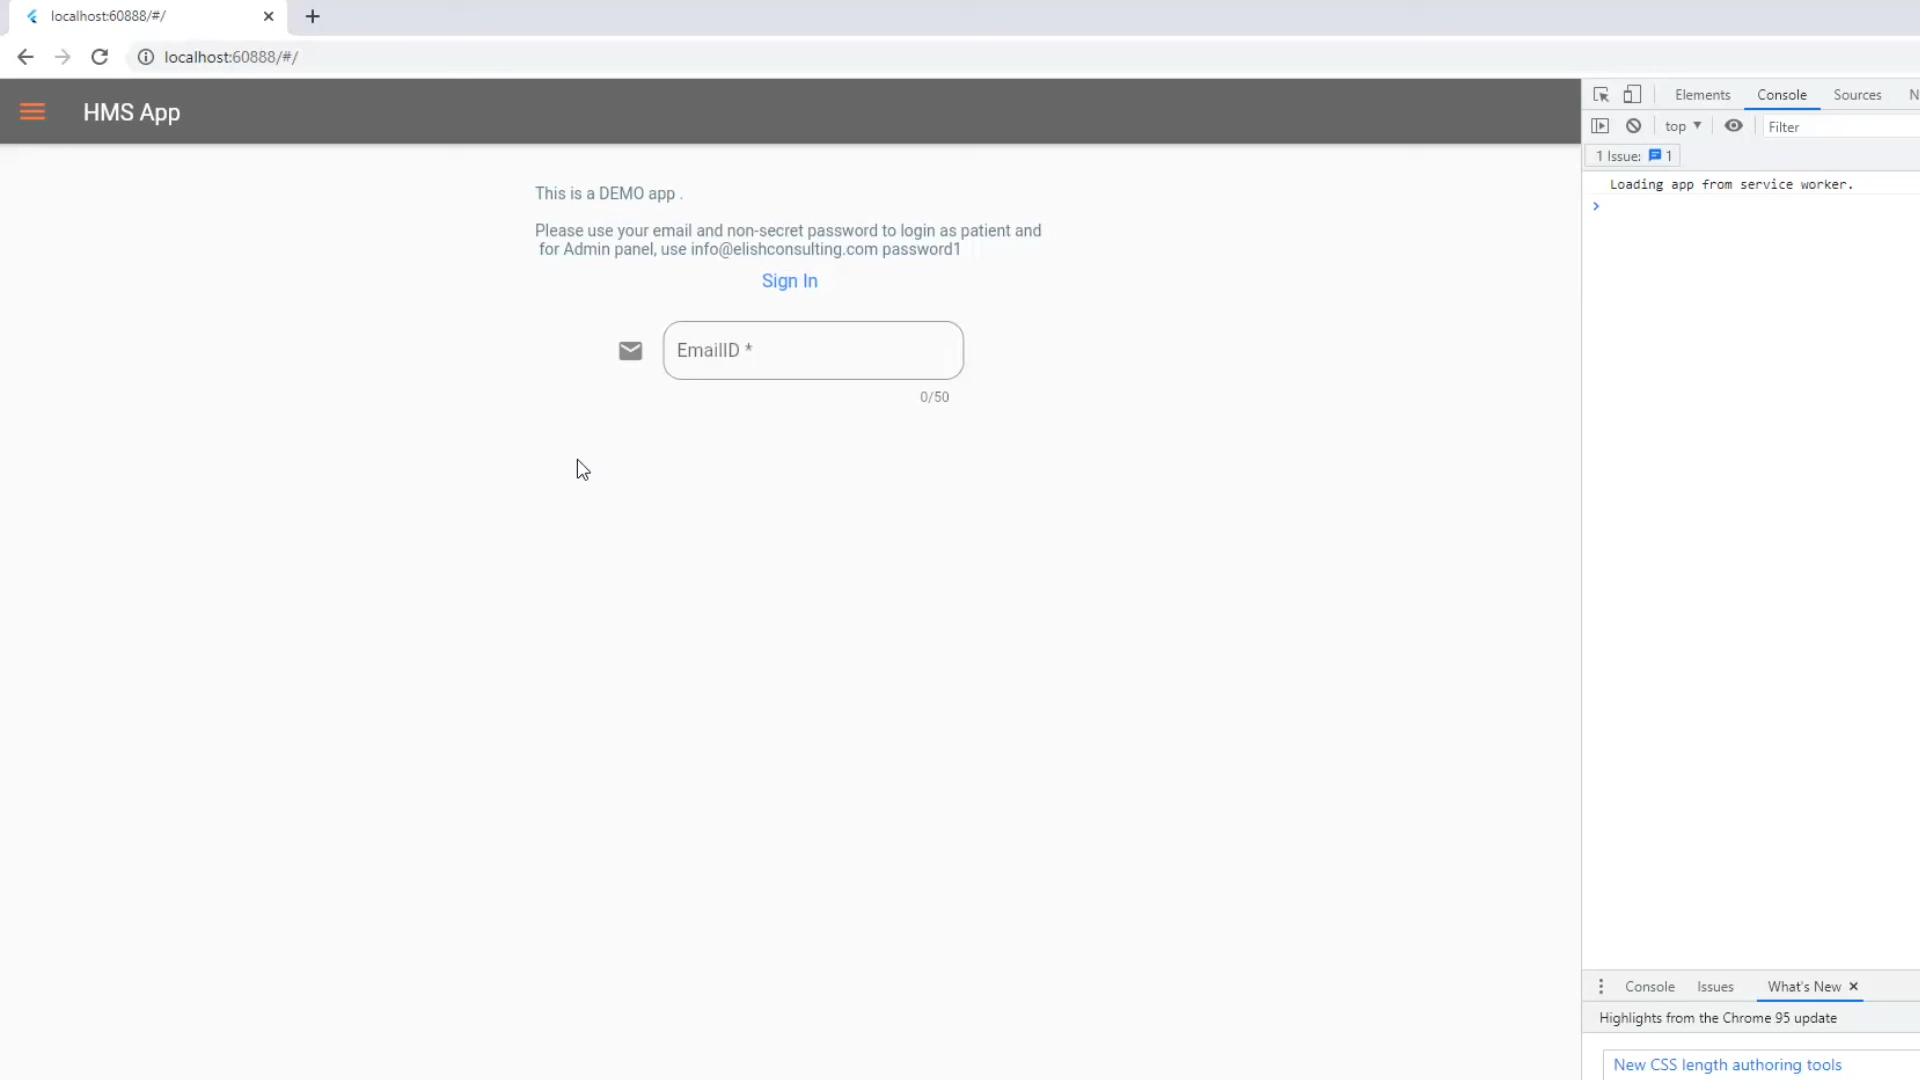 localhost:60888/#/
localhost:60888/#/
HMS App
Elements Console Sources N
top Filter
1 Issue: 1
Loading app from service worker.
This is a DEMO app .
Please use your email and non-secret password to login as patient and
for Admin panel, use info@elishconsulting.com password1
Sign In
EmailID *
0/50
Console Issues What's New
Highlights from the Chrome 95 update
New CSS length authoring tools